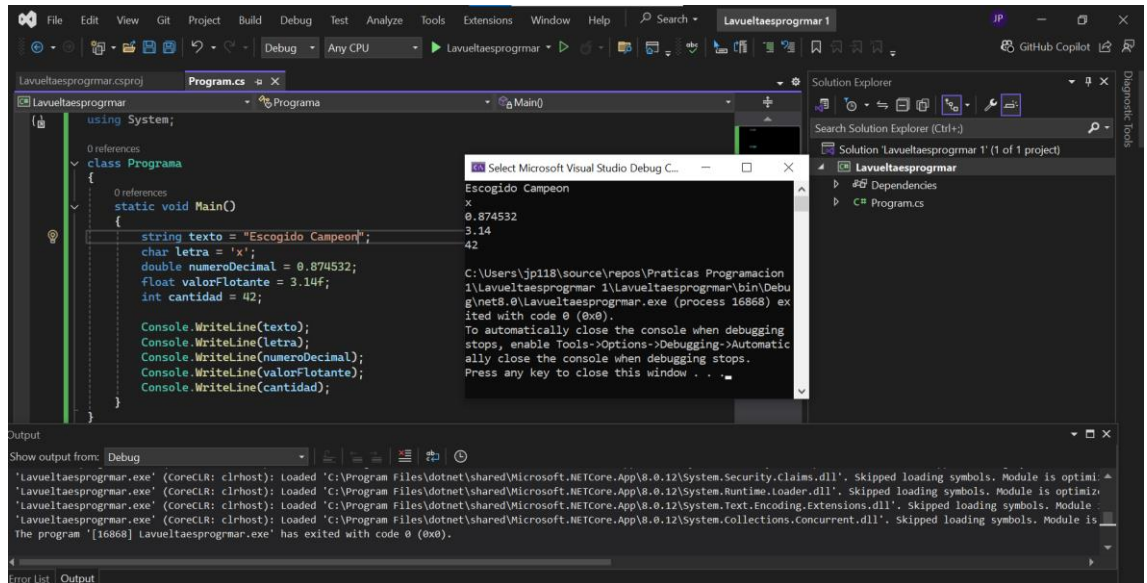 File Edit View Git Project Build Debug Test Analyze Tools Extensions Window Help Search Lavueltaesprogrmar 1 JP
Debug Any CPU Lavueltaesprogrmar GitHub Copilot
Lavueltaesprogrmar.csproj Program.cs
Lavueltaesprogrmar Programa Main()
using System;
0 references
class Programa
{
0 references
static void Main()
{
string texto = "Escogido Campeon";
char letra = 'x';
double numeroDecimal = 0.874532;
float valorFlotante = 3.14f;
int cantidad = 42;
Console.WriteLine(texto);
Console.WriteLine(letra);
Console.WriteLine(numeroDecimal);
Console.WriteLine(valorFlotante);
Console.WriteLine(cantidad);
}
}
Select Microsoft Visual Studio Debug C...
Escogido Campeon
x
0.874532
3.14
42
C:\Users\jp118\source\repos\Praticas Programacion
1\Lavueltaesprogrmar 1\Lavueltaesprogrmar\bin\Debu
g\net8.0\Lavueltaesprogrmar.exe (process 16868) ex
ited with code 0 (0x0).
To automatically close the console when debugging
stops, enable Tools->Options->Debugging->Automatic
ally close the console when debugging stops.
Press any key to close this window . . .
Solution Explorer
Search Solution Explorer (Ctrl+;)
Solution 'Lavueltaesprogrmar 1' (1 of 1 project)
Lavueltaesprogrmar
Dependencies
C# Program.cs
Diagnostic Tools
Output
Show output from: Debug
'Lavueltaesprogrmar.exe' (CoreCLR: clrhost): Loaded 'C:\Program Files\dotnet\shared\Microsoft.NETCore.App\8.0.12\System.Security.Claims.dll'. Skipped loading symbols. Module is optimi
'Lavueltaesprogrmar.exe' (CoreCLR: clrhost): Loaded 'C:\Program Files\dotnet\shared\Microsoft.NETCore.App\8.0.12\System.Runtime.Loader.dll'. Skipped loading symbols. Module is optimiz
'Lavueltaesprogrmar.exe' (CoreCLR: clrhost): Loaded 'C:\Program Files\dotnet\shared\Microsoft.NETCore.App\8.0.12\System.Text.Encoding.Extensions.dll'. Skipped loading symbols. Module
'Lavueltaesprogrmar.exe' (CoreCLR: clrhost): Loaded 'C:\Program Files\dotnet\shared\Microsoft.NETCore.App\8.0.12\System.Collections.Concurrent.dll'. Skipped loading symbols. Module is
The program '[16868] Lavueltaesprogrmar.exe' has exited with code 0 (0x0).
Error List Output